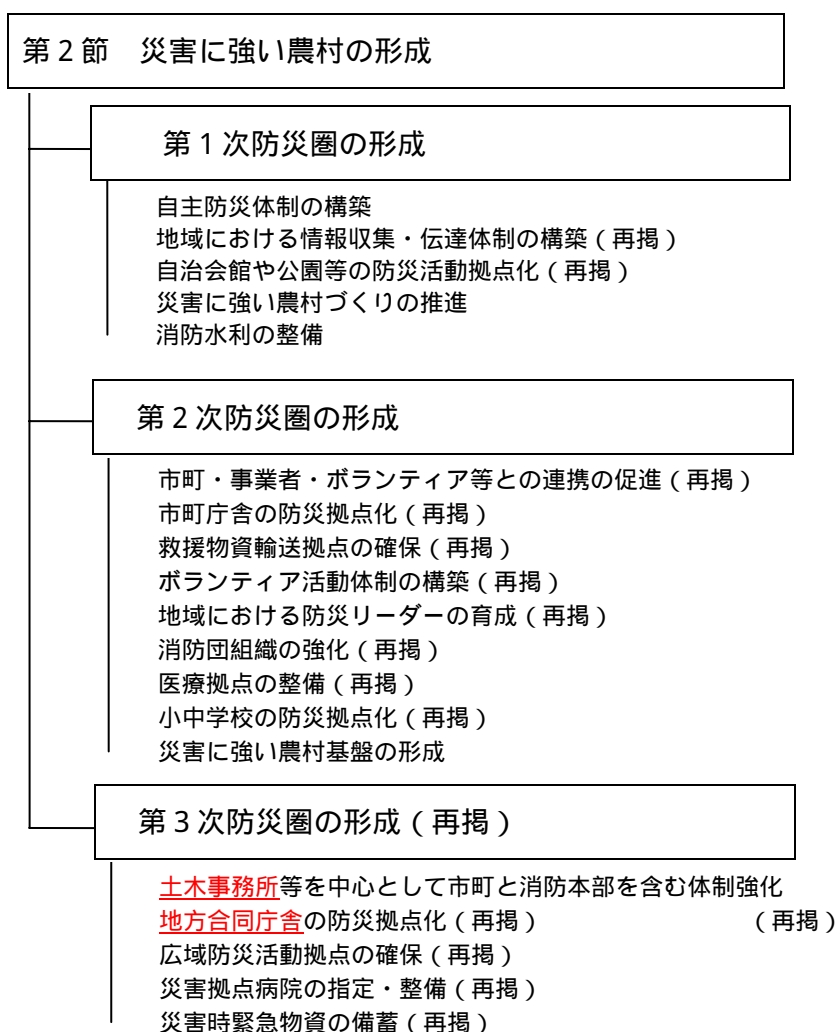 第2節　災害に強い農村の形成
第1次防災圏の形成
自主防災体制の構築
地域における情報収集・伝達体制の構築（再掲）
自治会館や公園等の防災活動拠点化（再掲）
災害に強い農村づくりの推進
消防水利の整備
第2次防災圏の形成
市町・事業者・ボランティア等との連携の促進（再掲）
市町庁舎の防災拠点化（再掲）
救援物資輸送拠点の確保（再掲）
ボランティア活動体制の構築（再掲）
地域における防災リーダーの育成（再掲）
消防団組織の強化（再掲）
医療拠点の整備（再掲）
小中学校の防災拠点化（再掲）
災害に強い農村基盤の形成
第3次防災圏の形成（再掲）
土木事務所等を中心として市町と消防本部を含む体制強化
地方合同庁舎の防災拠点化（再掲）　　　　　　　　（再掲）
広域防災活動拠点の確保（再掲）
災害拠点病院の指定・整備（再掲）
災害時緊急物資の備蓄（再掲）